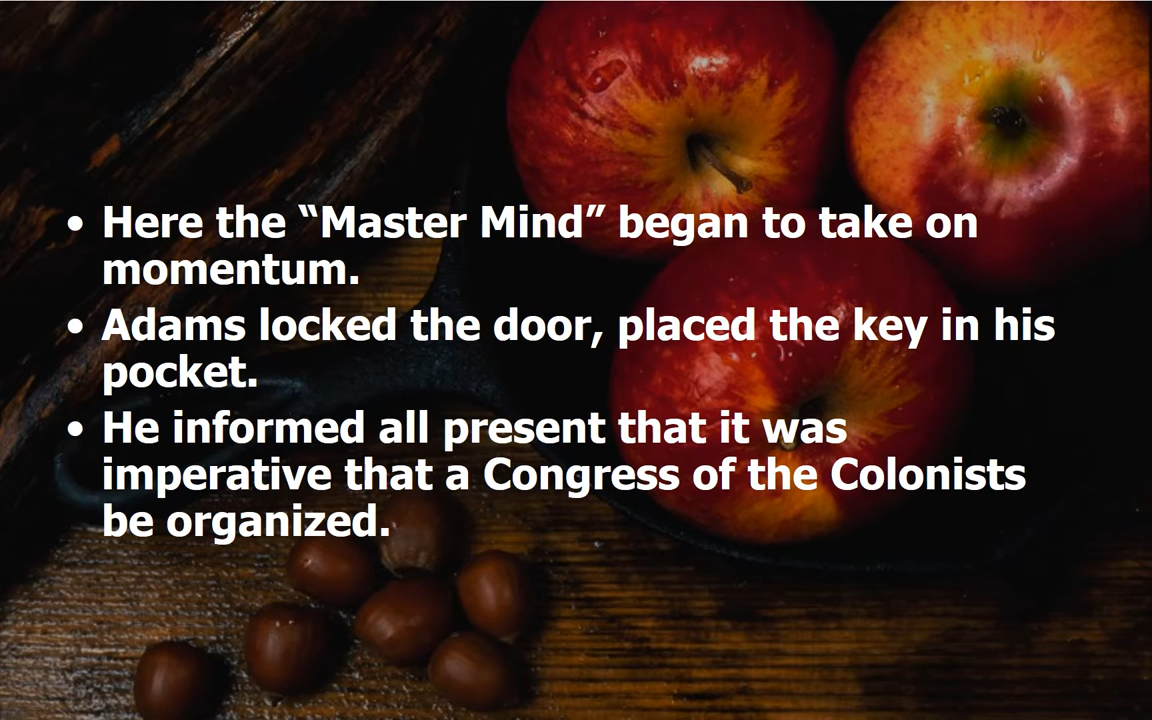 • Here the “Master Mind” began to take on
momentum.
• Adams locked the door, placed the key in his
pocket.
• He informed all present that it was
imperative that a Congress of the Colonists
be organized.